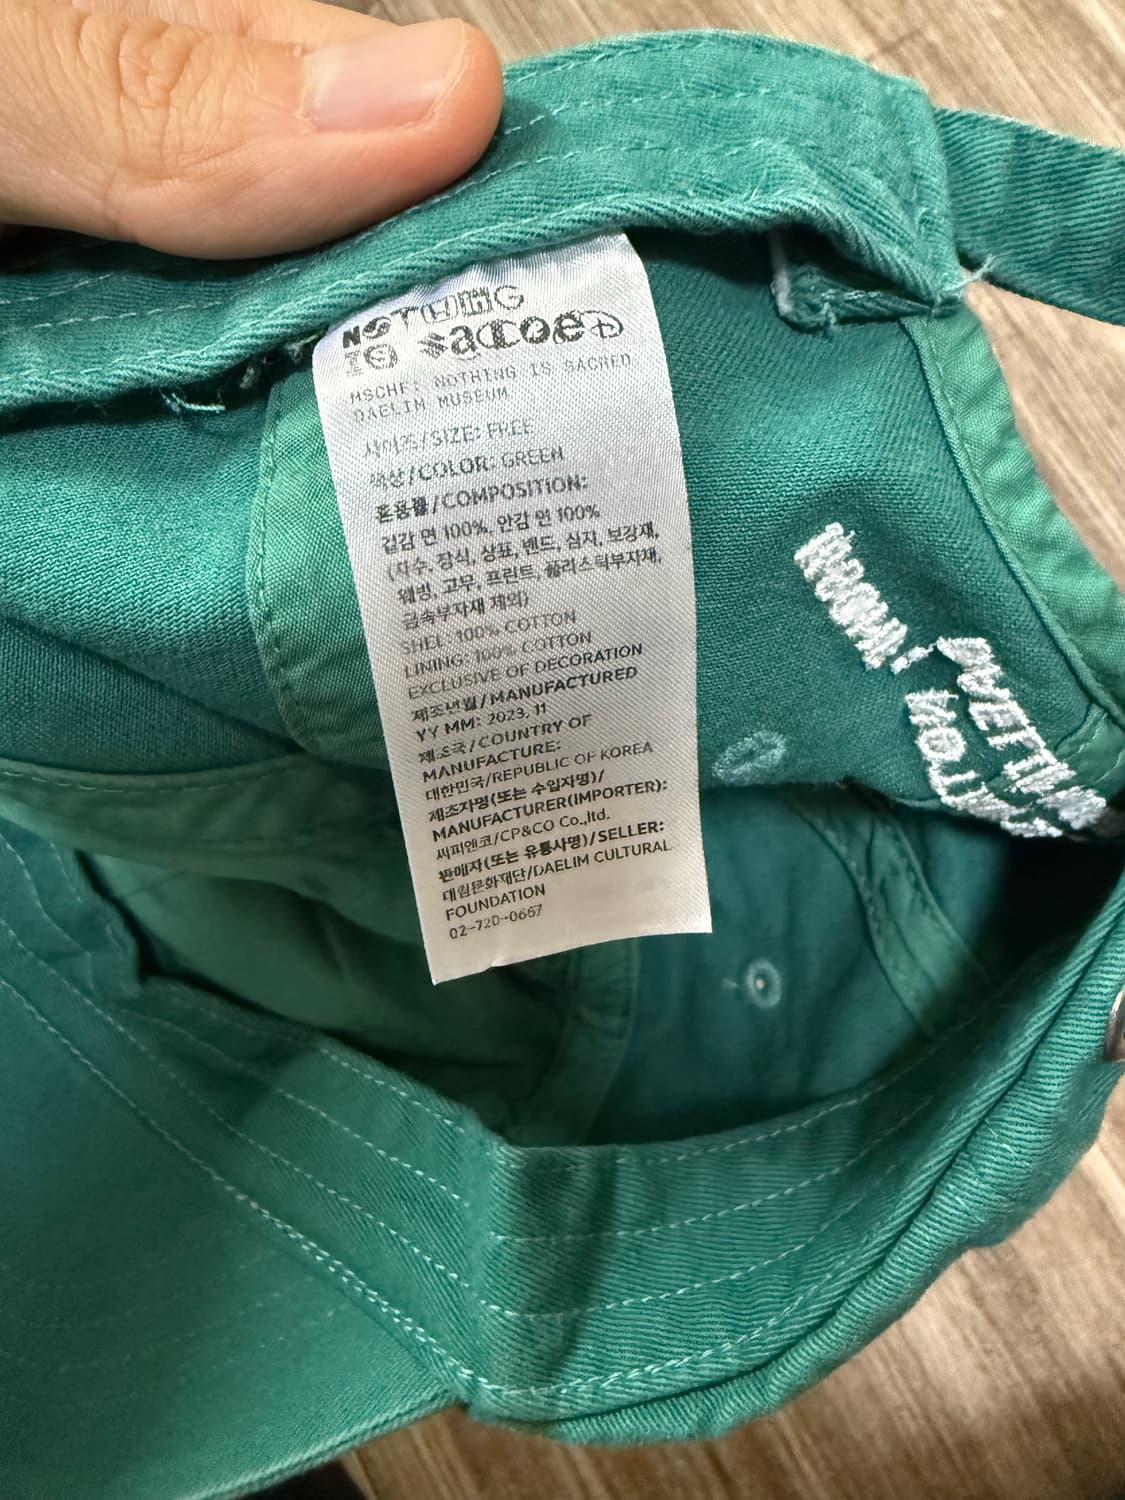 NOTHING
IS SACRED
MSCHF: NOTHING IS SACRED
DAELIM MUSEUM
사이즈/SIZE: FREE
색상/COLOR: GREEN
혼용률/COMPOSITION:
겉감 면 100%, 안감 면 100%
(자수, 장식, 상표, 밴드, 심지, 보강재,
웰빙, 고무, 프린트, 플라스틱부자재,
금속부자재 제외)
SHEL: 100% COTTON
LINING: 100% COTTON
EXCLUSIVE OF DECORATION
제조년월/MANUFACTURED
YY MM: 2023. 11
제조국/COUNTRY OF
MANUFACTURE:
대한민국/REPUBLIC OF KOREA
제조자명(또는 수입자명)/
MANUFACTURER(IMPORTER):
씨피앤코/CP&CO Co.,ltd.
판매자(또는 유통사명)/SELLER:
대림문화재단/DAELIM CULTURAL
FOUNDATION
02-720-0667